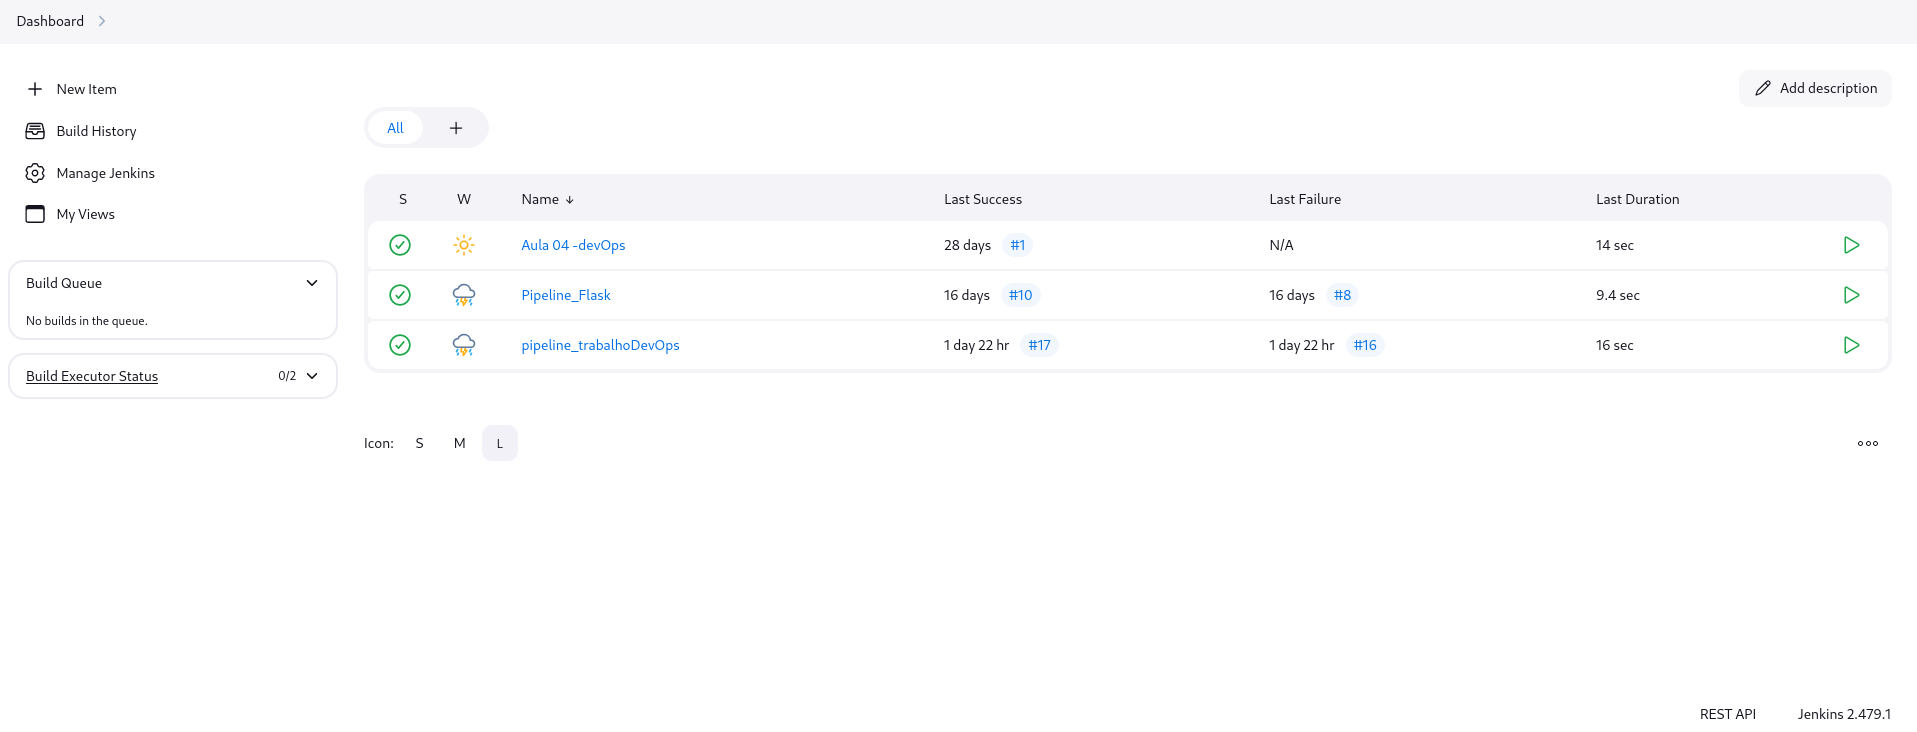 Dashboard
New Item
Build History
Manage Jenkins
My Views
Build Queue
No builds in the queue.
Build Executor Status 0/2
Add description
All
S W Name ↓ Last Success Last Failure Last Duration
Aula 04 -devOps 28 days #1 N/A 14 sec
Pipeline_Flask 16 days #10 16 days #8 9.4 sec
pipeline_trabalhoDevOps 1 day 22 hr #17 1 day 22 hr #16 16 sec
Icon: S M L
REST API Jenkins 2.479.1